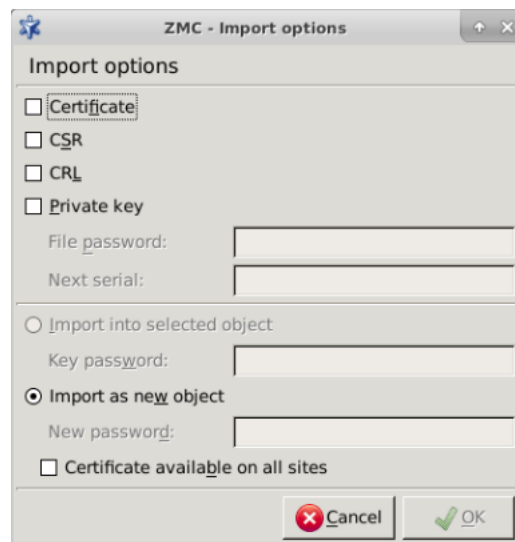 ZMC - Import options
Import options
Certificate
CSR
CRL
Private key
File password:
Next serial:
Import into selected object
Key password:
Import as new object
New password:
Certificate available on all sites
Cancel OK